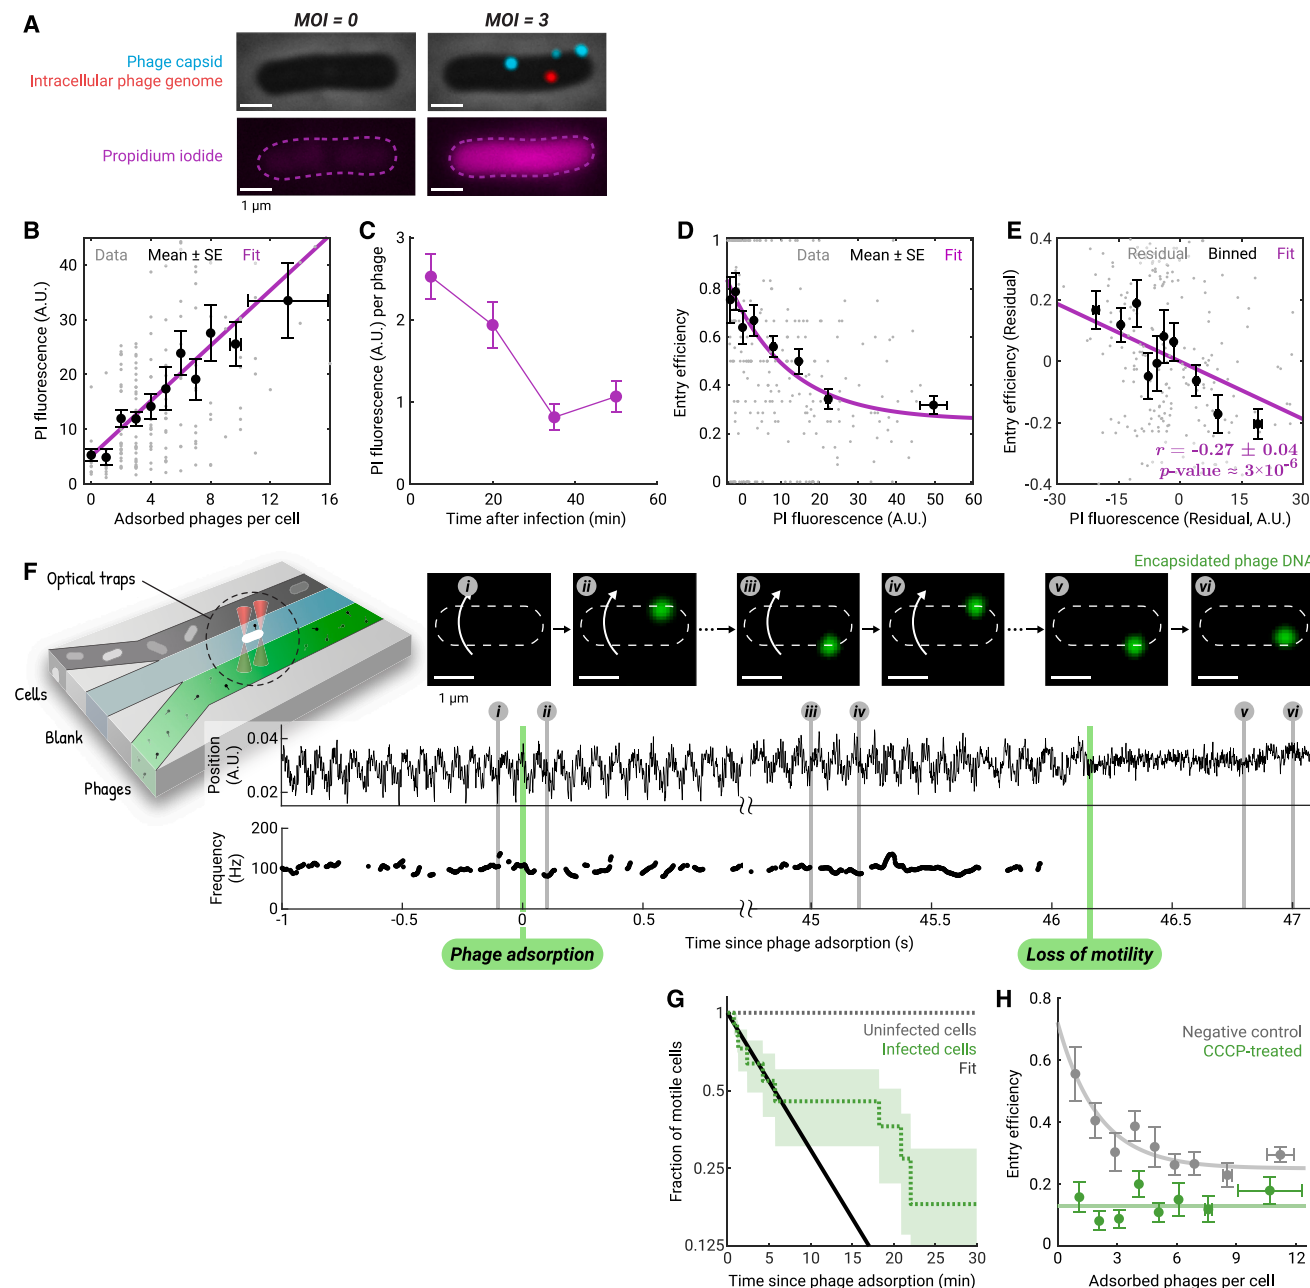 A
MOI = 0
MOI = 3
Phage capsid
Intracellular phage genome
Propidium iodide
1 μm
B
PI fluorescence (A.U.)
Data
Mean ± SE
Fit
40
30
20
10
0
0
4
8
12
16
Adsorbed phages per cell
C
PI fluorescence (A.U.) per phage
3
2
1
0
0
20
40
60
Time after infection (min)
D
Entry efficiency
Data
Mean ± SE
Fit
1
0.8
0.6
0.4
0.2
0
0
10
20
30
40
50
60
PI fluorescence (A.U.)
E
Entry efficiency (Residual)
Residual
Binned
Fit
0.4
0.2
0
-0.2
-0.4
r = -0.27 ± 0.04
p-value ≈ 3×10⁻⁶
-30
-15
0
15
30
PI fluorescence (Residual, A.U.)
F
Optical traps
Cells
Blank
Phages
Encapsidated phage DNA
i
ii
iii
iv
v
vi
1 μm
i
ii
iii
iv
v
vi
Position (A.U.)
0.04
0.02
Frequency (Hz)
200
100
0
-1
-0.5
0
0.5
45
45.5
46
46.5
47
Time since phage adsorption (s)
Phage adsorption
Loss of motility
G
Fraction of motile cells
1
0.5
0.25
0.125
Uninfected cells
Infected cells
Fit
0
5
10
15
20
25
30
Time since phage adsorption (min)
H
Entry efficiency
0.8
0.6
0.4
0.2
0
Negative control
CCCP-treated
0
3
6
9
12
Adsorbed phages per cell